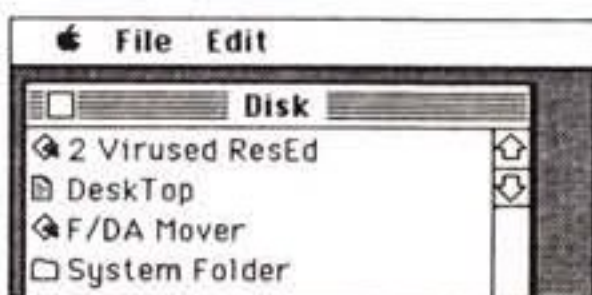 File Edit
Disk
2 Virused ResEd
DeskTop
F/DA Mover
System Folder